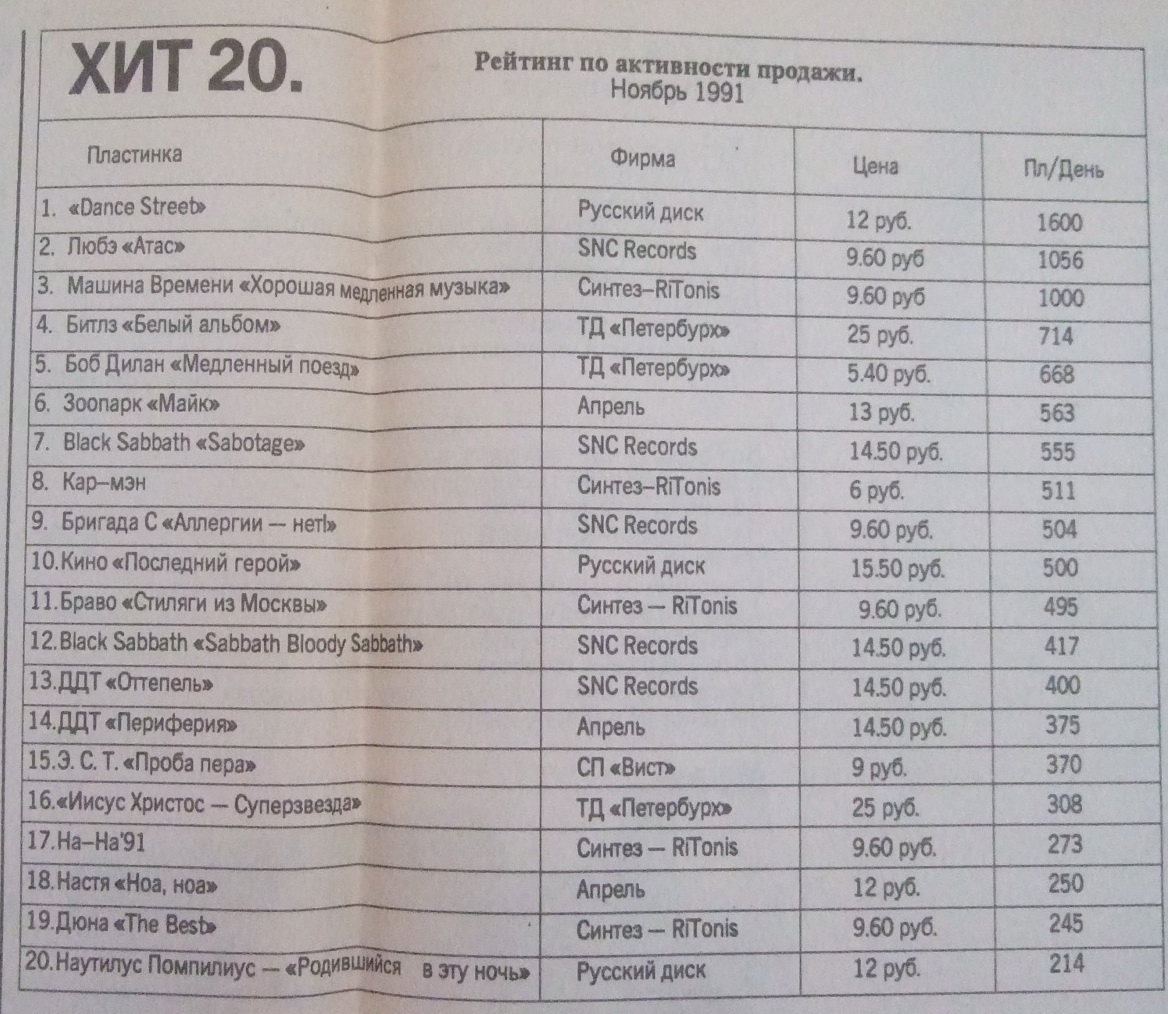 ХИТ 20.
Рейтинг по активности продажи.
Ноябрь 1991
Пластинка Фирма Цена Пл/День
1. «Dance Street» Русский диск 12 руб. 1600
2. Любэ «Атас» SNC Records 9.60 руб 1056
3. Машина Времени «Хорошая медленная музыка» Синтез–RiTonis 9.60 руб 1000
4. Битлз «Белый альбом» ТД «Петербурх» 25 руб. 714
5. Боб Дилан «Медленный поезд» ТД «Петербурх» 5.40 руб. 668
6. Зоопарк «Майк» Апрель 13 руб. 563
7. Black Sabbath «Sabotage» SNC Records 14.50 руб. 555
8. Кар–мэн Синтез–RiTonis 6 руб. 511
9. Бригада С «Аллергии — нет!» SNC Records 9.60 руб. 504
10. Кино «Последний герой» Русский диск 15.50 руб. 500
11. Браво «Стиляги из Москвы» Синтез — RiTonis 9.60 руб. 495
12. Black Sabbath «Sabbath Bloody Sabbath» SNC Records 14.50 руб. 417
13. ДДТ «Оттепель» SNC Records 14.50 руб. 400
14. ДДТ «Периферия» Апрель 14.50 руб. 375
15. Э. С. Т. «Проба пера» СП «Вист» 9 руб. 370
16. «Иисус Христос — Суперзвезда» ТД «Петербурх» 25 руб. 308
17. На–На'91 Синтез — RiTonis 9.60 руб. 273
18. Настя «Ноа, ноа» Апрель 12 руб. 250
19. Дюна «The Best» Синтез — RiTonis 9.60 руб. 245
20. Наутилус Помпилиус — «Родившийся в эту ночь» Русский диск 12 руб. 214